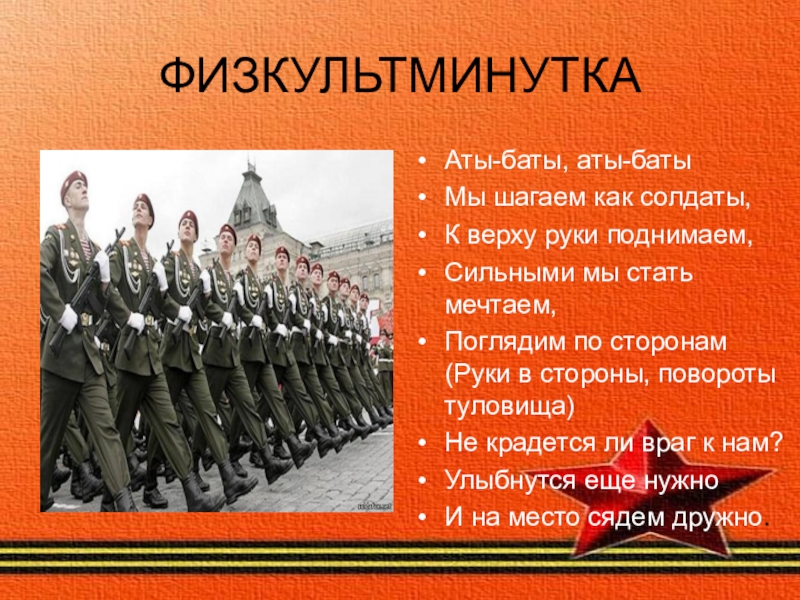 ФИЗКУЛЬТМИНУТКА
• Аты-баты, аты-баты
• Мы шагаем как солдаты,
• К верху руки поднимаем,
• Сильными мы стать
мечтаем,
• Поглядим по сторонам
(Руки в стороны, повороты
туловища)
• Не крадется ли враг к нам?
• Улыбнутся еще нужно
• И на место сядем дружно.